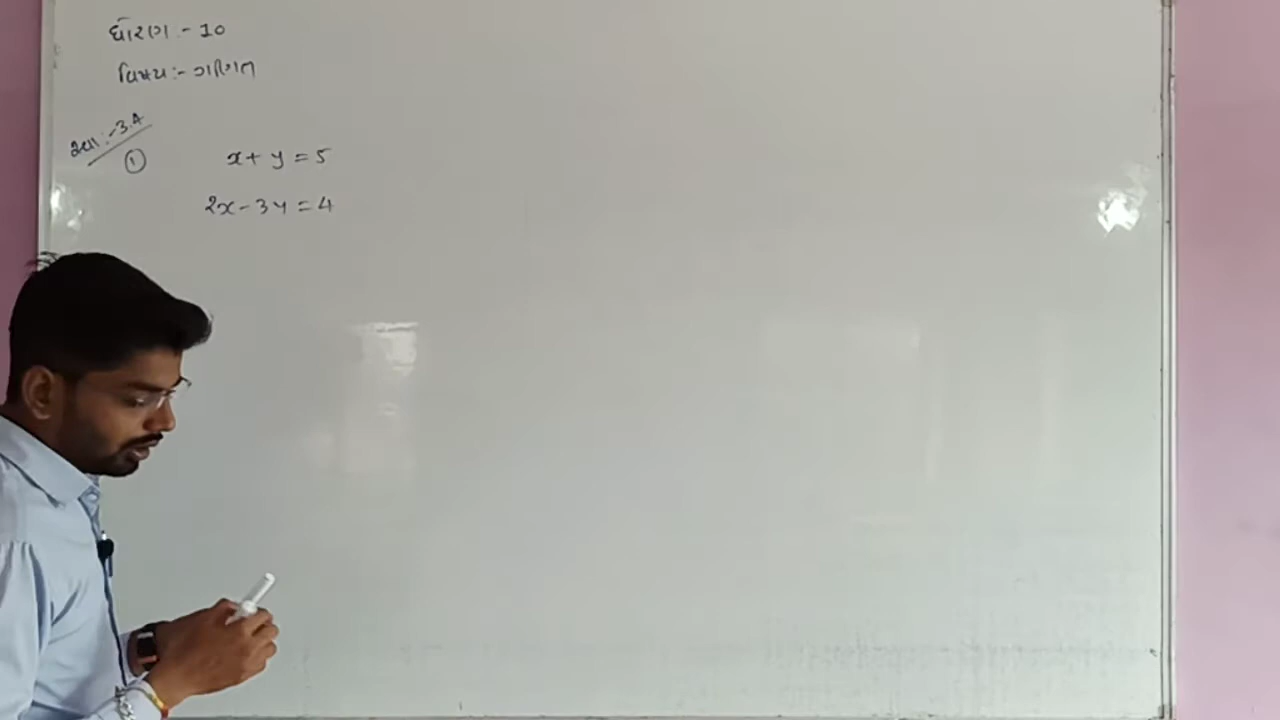 ધોરણ :- 10
વિષય :- ગણિત
સ્વા :- 3.4
① x + y = 5
2x - 3y = 4